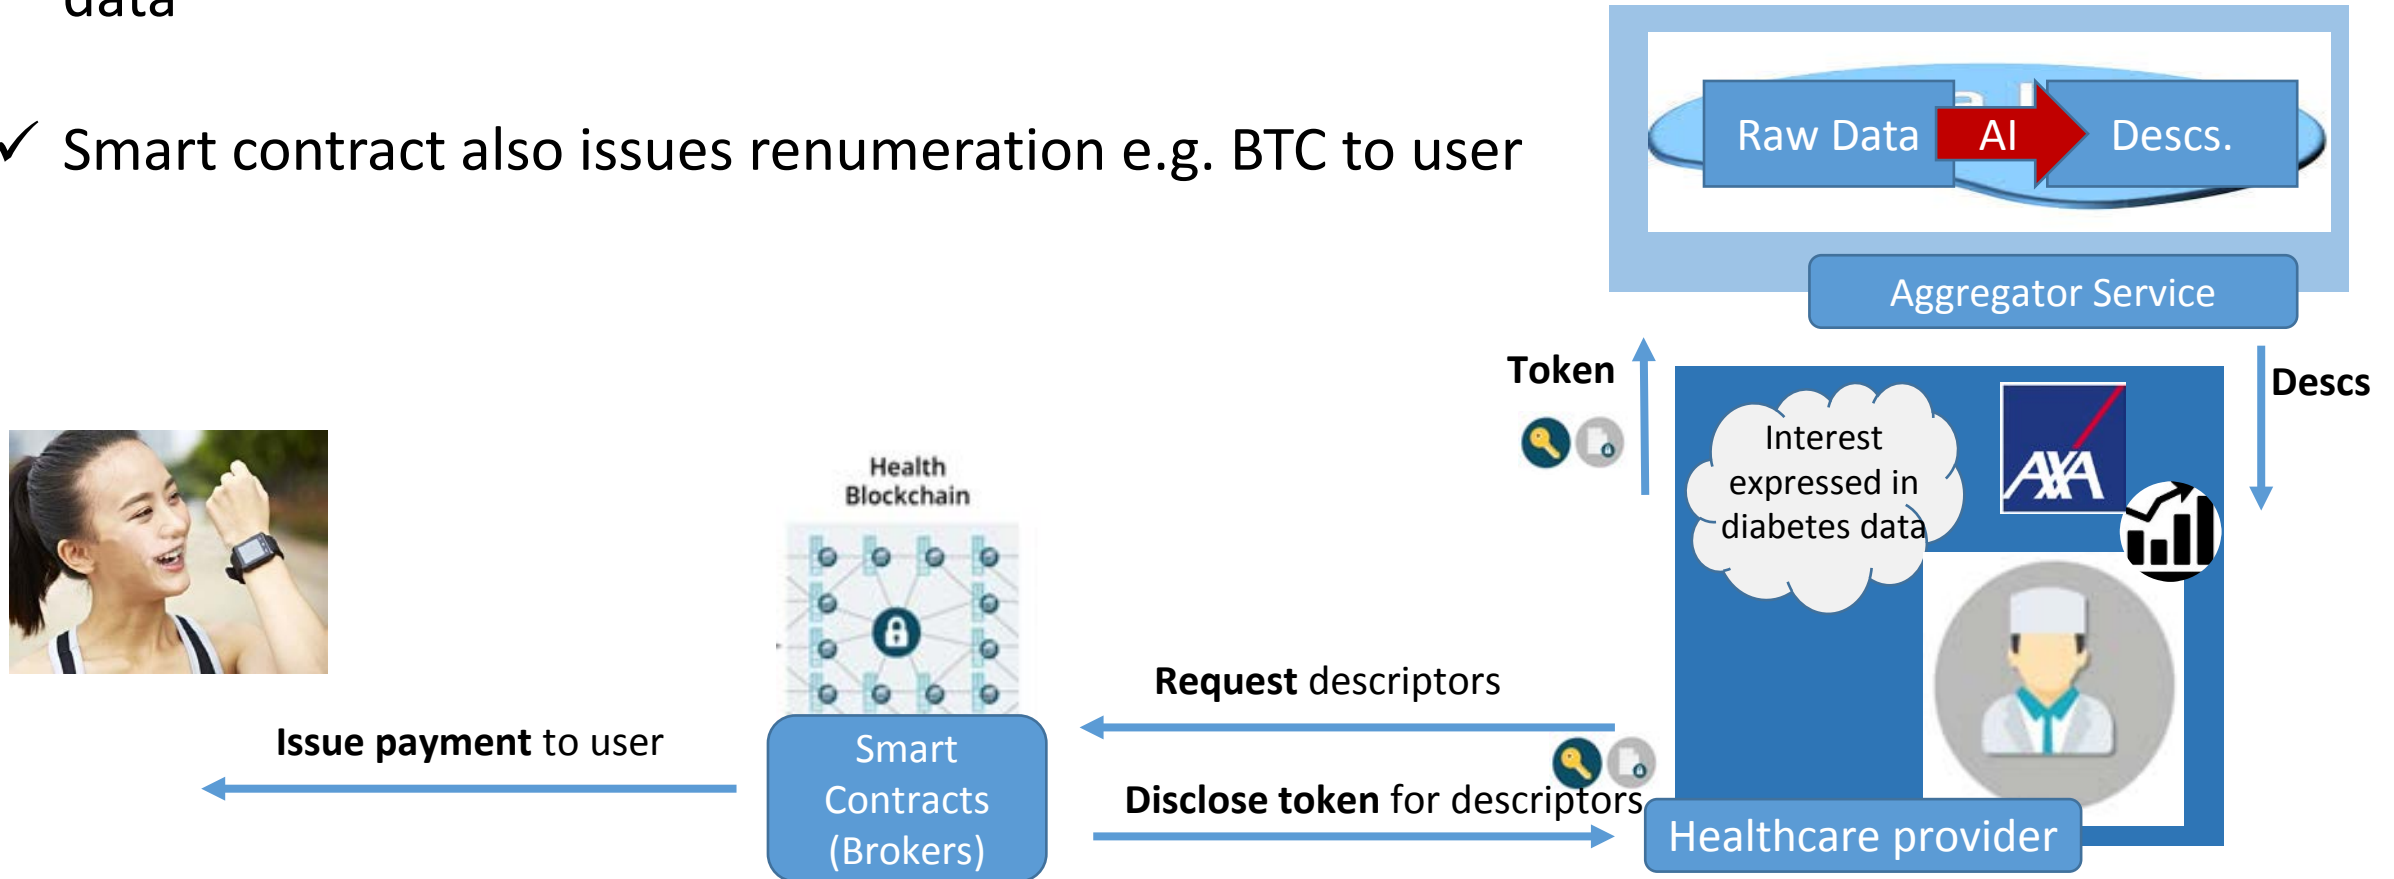 data
✓ Smart contract also issues renumeration e.g. BTC to user
Raw Data
AI
Descs.
Aggregator Service
Token
Descs
Interest
expressed in
diabetes data
AXA
Health
Blockchain
Request descriptors
Issue payment to user
Smart
Contracts
(Brokers)
Disclose token for descriptors
Healthcare provider